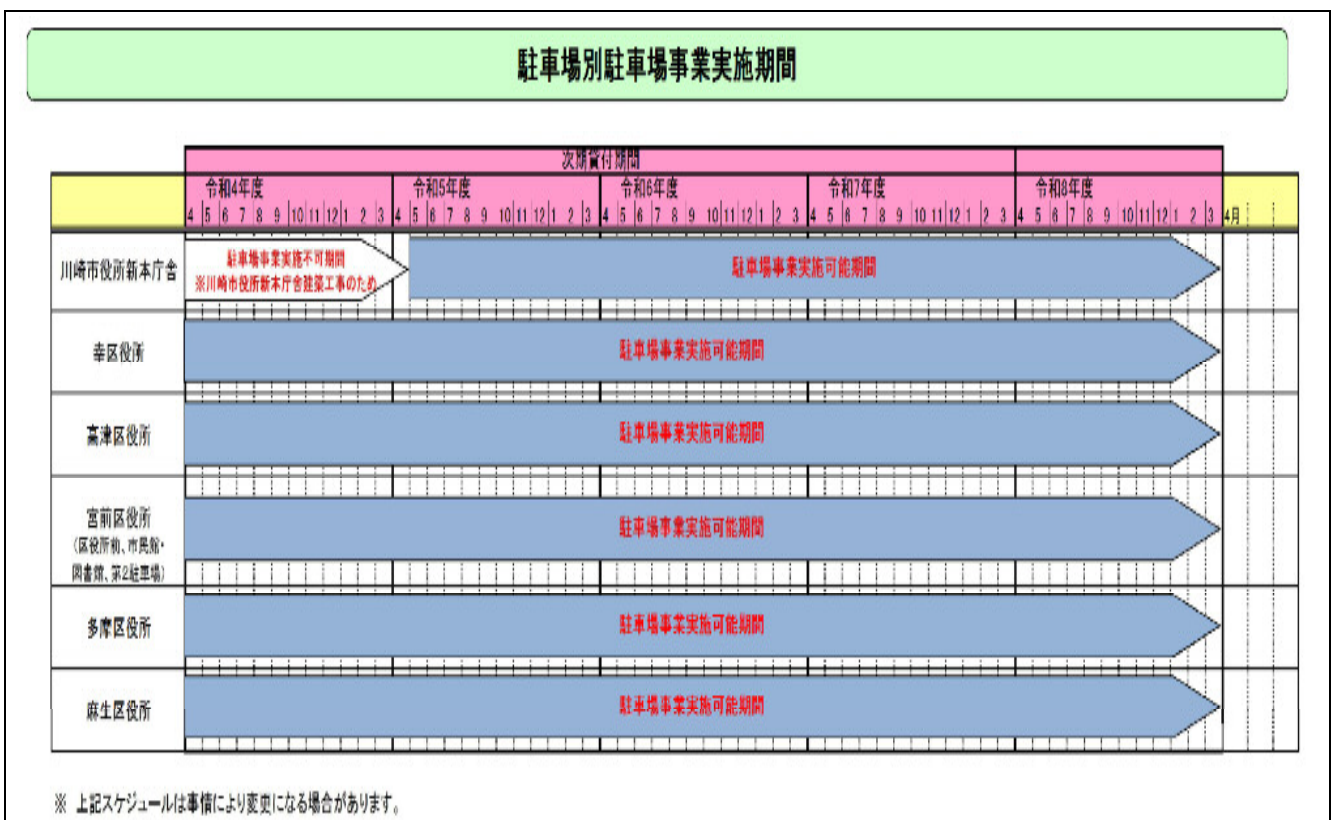 駐車場別駐車場事業実施期間
次期貸付期間
令和4年度 令和5年度 令和6年度 令和7年度 令和8年度
4 5 6 7 8 9 10 11 12 1 2 3 4 5 6 7 8 9 10 11 12 1 2 3 4 5 6 7 8 9 10 11 12 1 2 3 4 5 6 7 8 9 10 11 12 1 2 3 4 5 6 7 8 9 10 11 12 1 2 3 4月
川崎市役所新本庁舎
駐車場事業実施不可期間
※川崎市役所新本庁舎建築工事のため
駐車場事業実施可能期間
幸区役所
駐車場事業実施可能期間
高津区役所
駐車場事業実施可能期間
宮前区役所
(区役所前、市民館・
図書館、第2駐車場)
駐車場事業実施可能期間
多摩区役所
駐車場事業実施可能期間
麻生区役所
駐車場事業実施可能期間
※ 上記スケジュールは事情により変更になる場合があります。